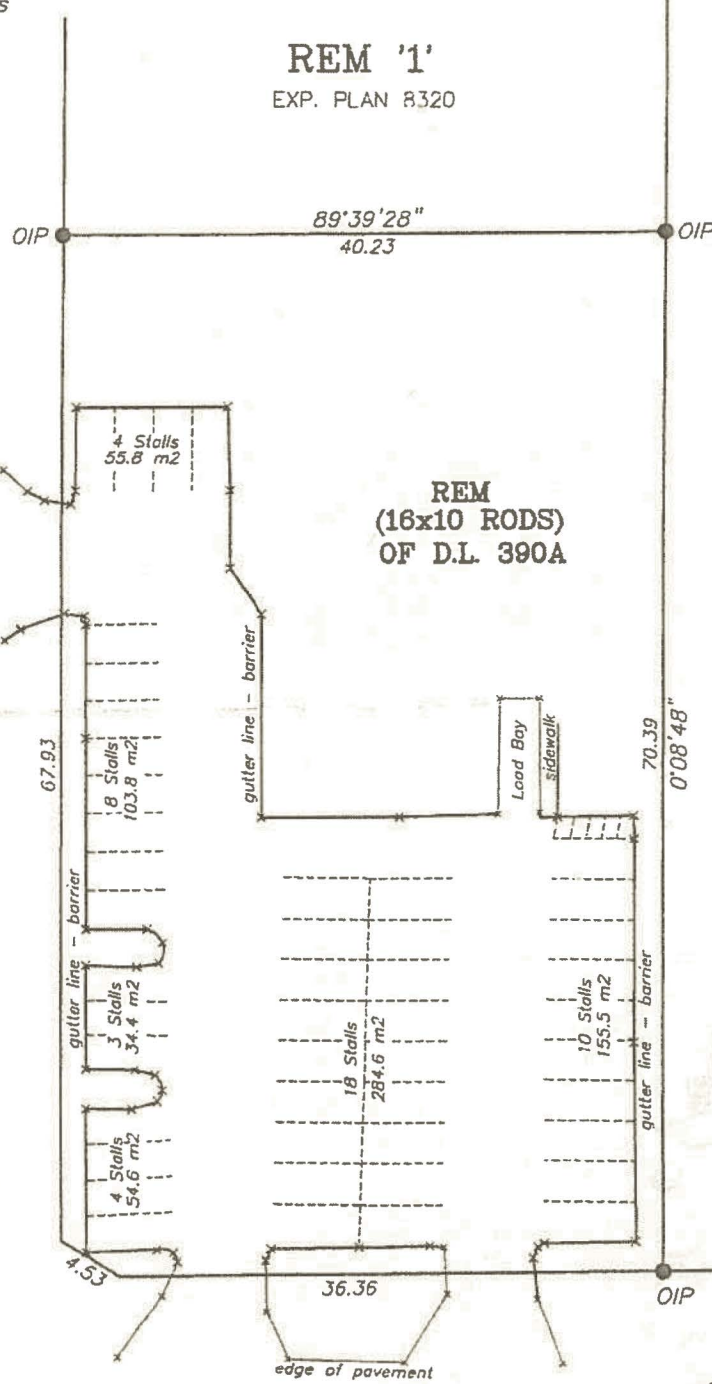 REM '1'
EXP. PLAN 8320
89°39'28"
OIP
OIP
40.23
4 Stalls
55.8 m2
REM
(16x10 RODS)
OF D.L. 390A
gutter line - barrier
Load Bay
sidewalk
67.93
70.39
0°08'48"
8 Stalls
103.8 m2
gutter line - barrier
3 Stalls
34.4 m2
18 Stalls
284.6 m2
10 Stalls
155.5 m2
gutter line - barrier
4 Stalls
54.6 m2
4.53
36.36
OIP
edge of pavement